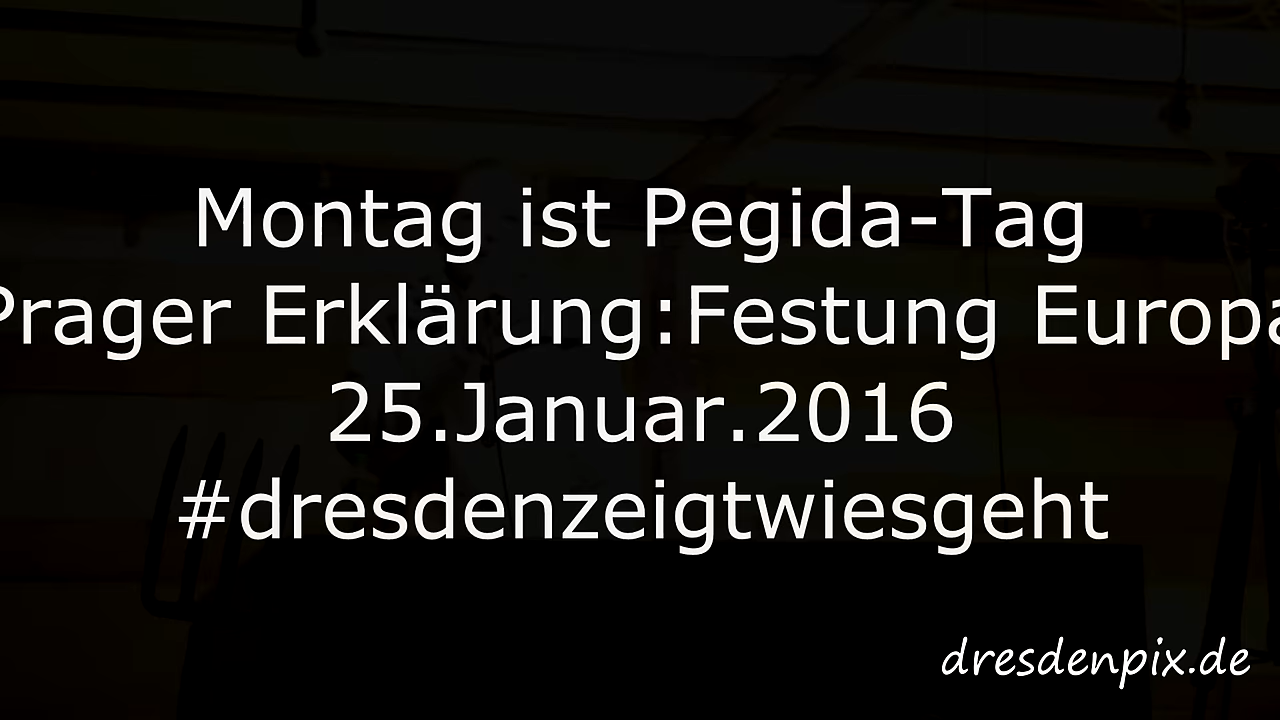 Montag ist Pegida-Tag
Prager Erklärung:Festung Europa
25.Januar.2016
#dresdenzeigtwiesgeht
dresdenpix.de